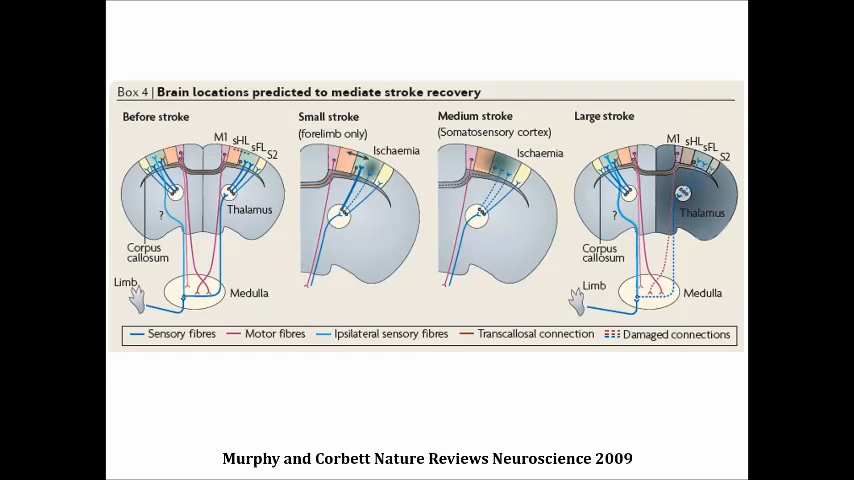 Box 4 | Brain locations predicted to mediate stroke recovery
Before stroke
M1
sHL
sFL
S2
Thalamus
?
Corpus
callosum
Limb
Medulla
Small stroke
(forelimb only)
Ischaemia
Medium stroke
(Somatosensory cortex)
Ischaemia
Large stroke
M1
sHL
sFL
S2
Thalamus
?
Corpus
callosum
Limb
Medulla
Sensory fibres
Motor fibres
Ipsilateral sensory fibres
Transcallosal connection
Damaged connections
Murphy and Corbett Nature Reviews Neuroscience 2009